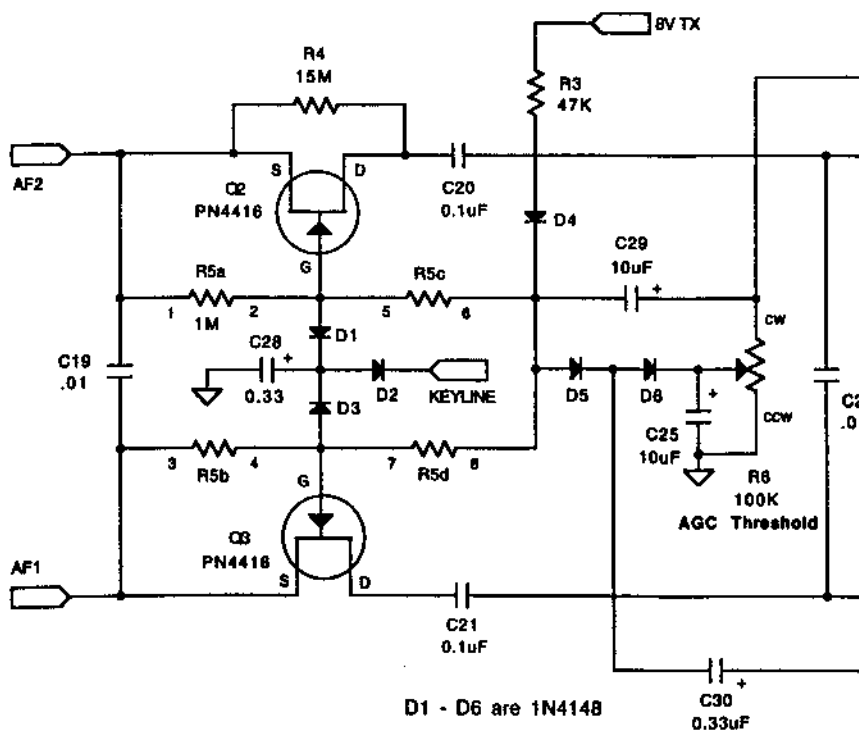 8V TX
R4
15M
R3
47K
AF2
S
D
Q2
PN4416
C20
0.1uF
D4
G
C29
10uF
+
R5a
R5c
1
2
1M
5
6
CW
D1
C28
+
C19
.01
0.33
D2
KEYLINE
D5
D6
+
D3
C25
10uF
CCW
C2
.0
3
4
R5b
7
8
R5d
R6
100K
AGC Threshold
G
Q3
PN4416
AF1
S
D
C21
0.1uF
D1 - D6 are 1N4148
C30
+
0.33uF